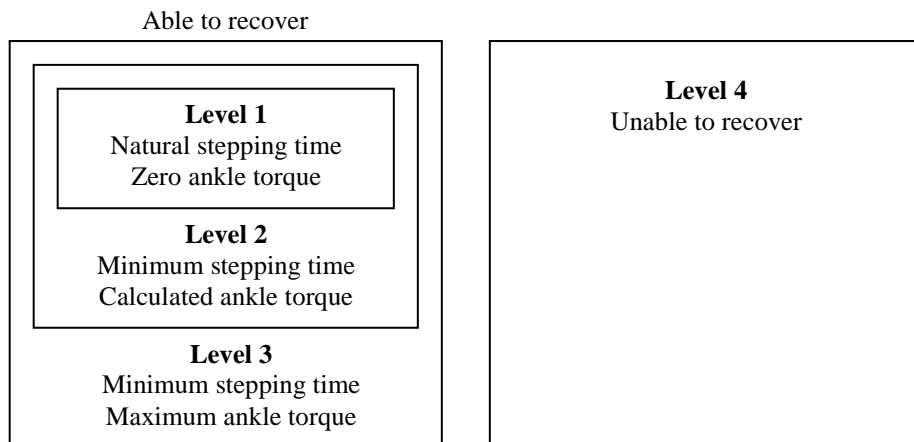 Able to recover
Level 1
Natural stepping time
Zero ankle torque
Level 2
Minimum stepping time
Calculated ankle torque
Level 3
Minimum stepping time
Maximum ankle torque
Level 4
Unable to recover